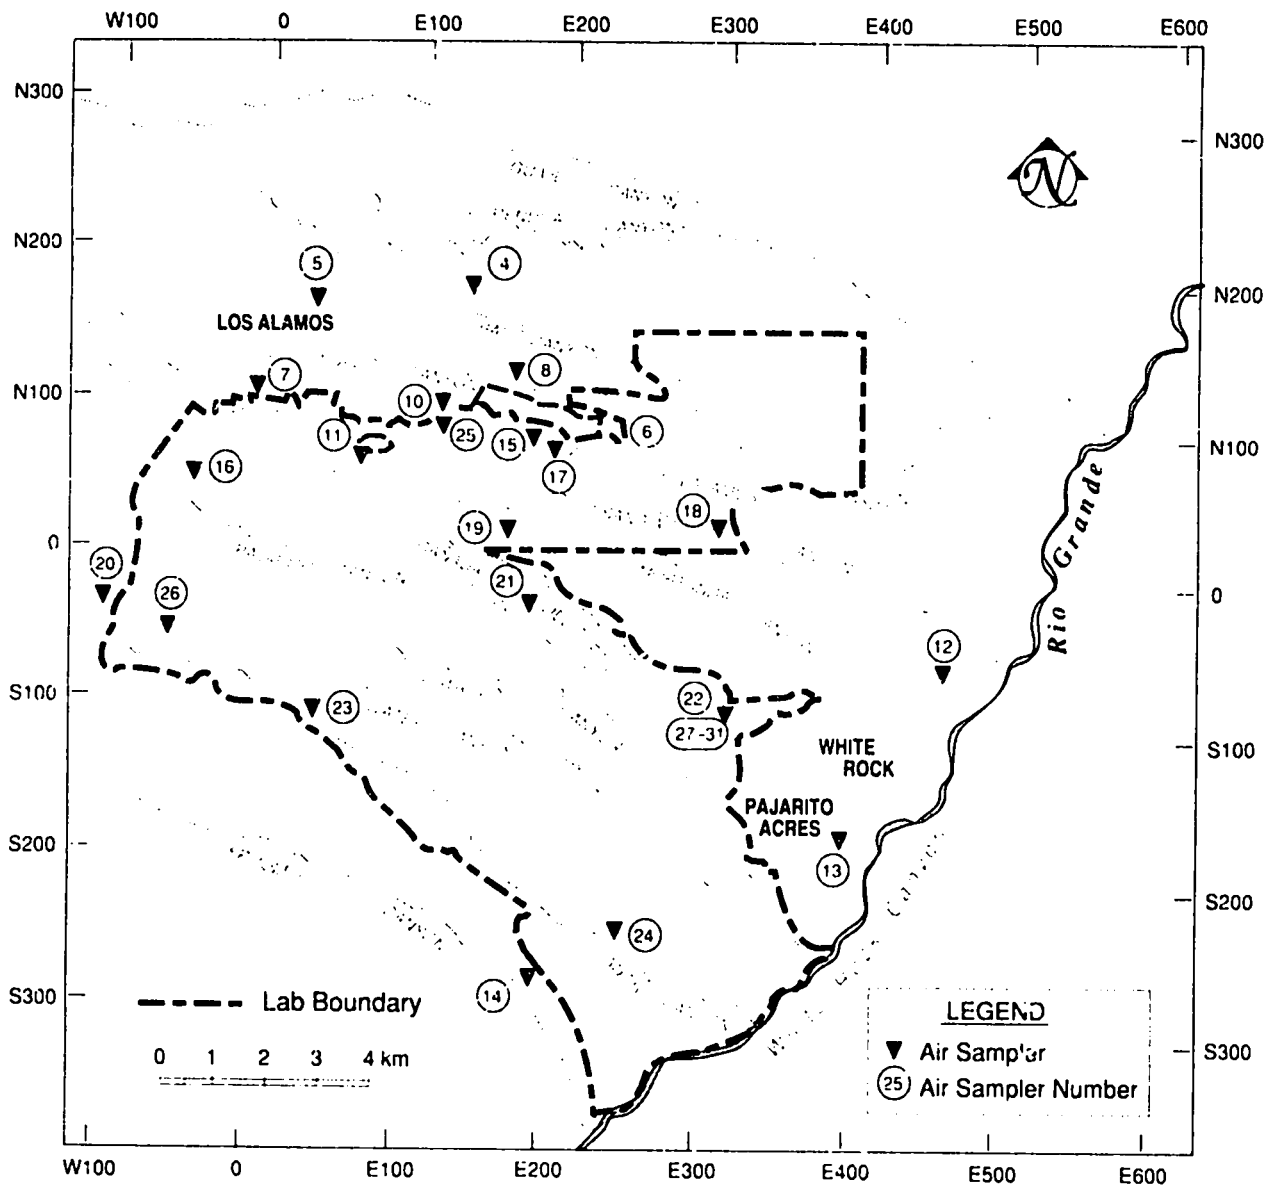 W100 0 E100 E200 E300 E400 E500 E600
N300
N300
N200
5
4
N200
LOS ALAMOS
7
8
N100
10
6
11
25
15
N100
16
17
18
0
19
20
21
26
0
12
Rio Grande
S100
22
23
27-31
WHITE
ROCK
S100
PAJARITO
ACRES
S200
13
S200
24
14
S300
Lab Boundary
LEGEND
Air Sampler
S300
0 1 2 3 4 km
25 Air Sampler Number
W100 0 E100 E200 E300 E400 E500 E600